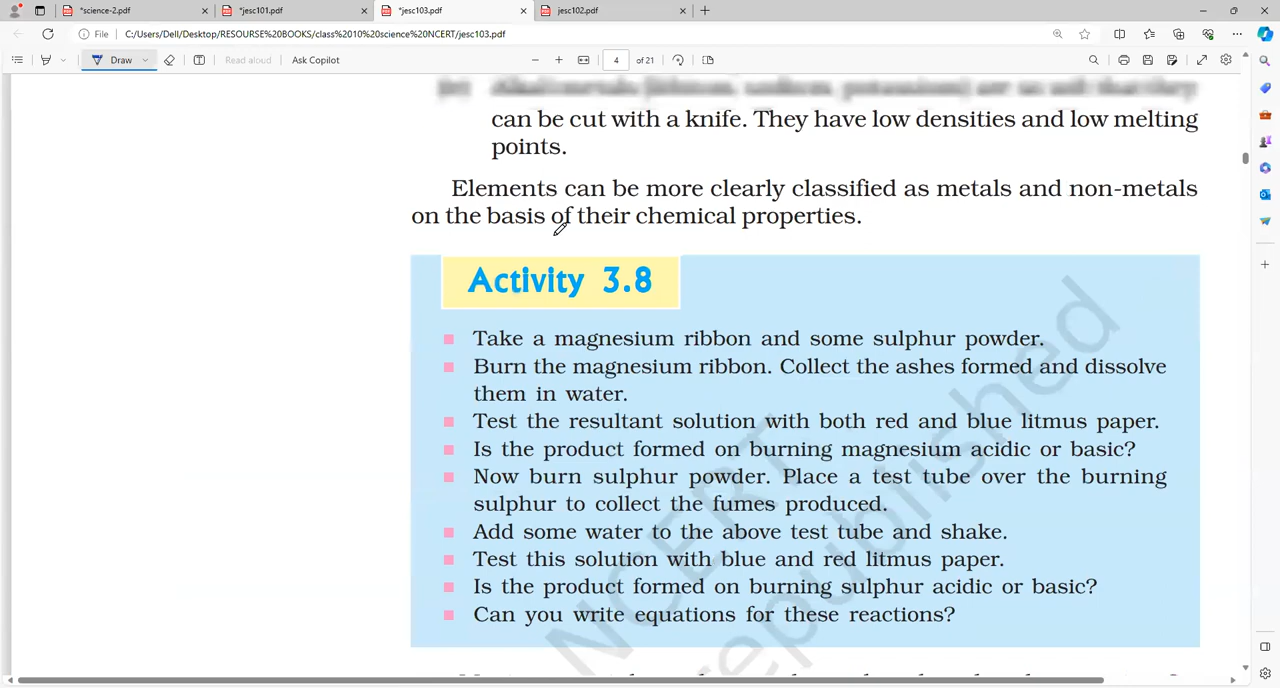 *science-2.pdf
*jesc101.pdf
*jesc103.pdf
jesc102.pdf
File C:/Users/Dell/Desktop/RESOURSE%20BOOKS/class%2010%20science%20NCERT/jesc103.pdf
Draw Read aloud Ask Copilot 4 of 21
can be cut with a knife. They have low densities and low melting
points.
Elements can be more clearly classified as metals and non-metals
on the basis of their chemical properties.
Activity 3.8
Take a magnesium ribbon and some sulphur powder.
Burn the magnesium ribbon. Collect the ashes formed and dissolve
them in water.
Test the resultant solution with both red and blue litmus paper.
Is the product formed on burning magnesium acidic or basic?
Now burn sulphur powder. Place a test tube over the burning
sulphur to collect the fumes produced.
Add some water to the above test tube and shake.
Test this solution with blue and red litmus paper.
Is the product formed on burning sulphur acidic or basic?
Can you write equations for these reactions?
NCERT
republished